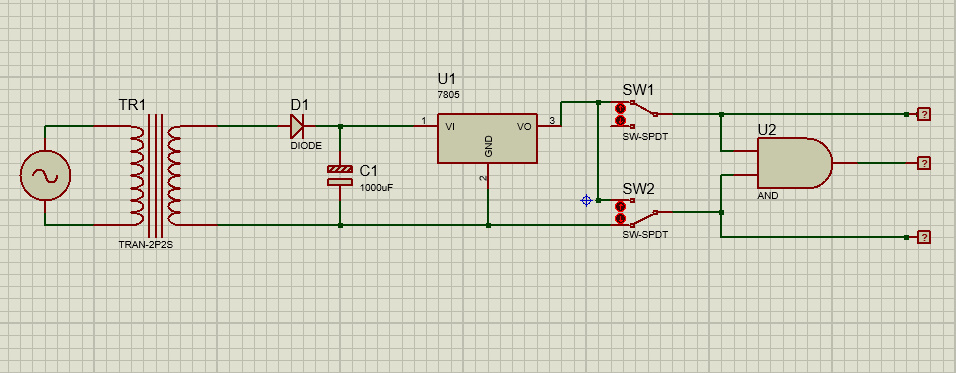 TR1
TRAN-2P2S
D1
DIODE
C1
1000uF
U1
7805
1
VI
VO
3
GND
2
SW1
SW-SPDT
SW2
SW-SPDT
U2
AND
?
?
?